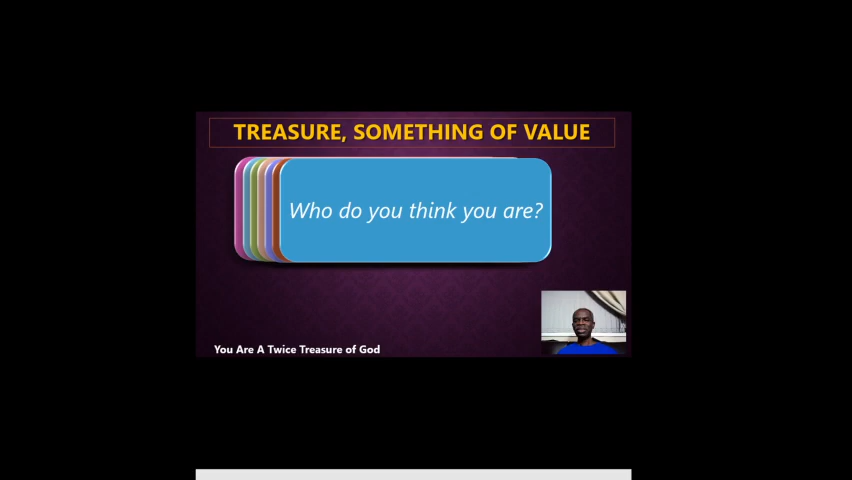 TREASURE, SOMETHING OF VALUE
Who do you think you are?
You Are A Twice Treasure of God